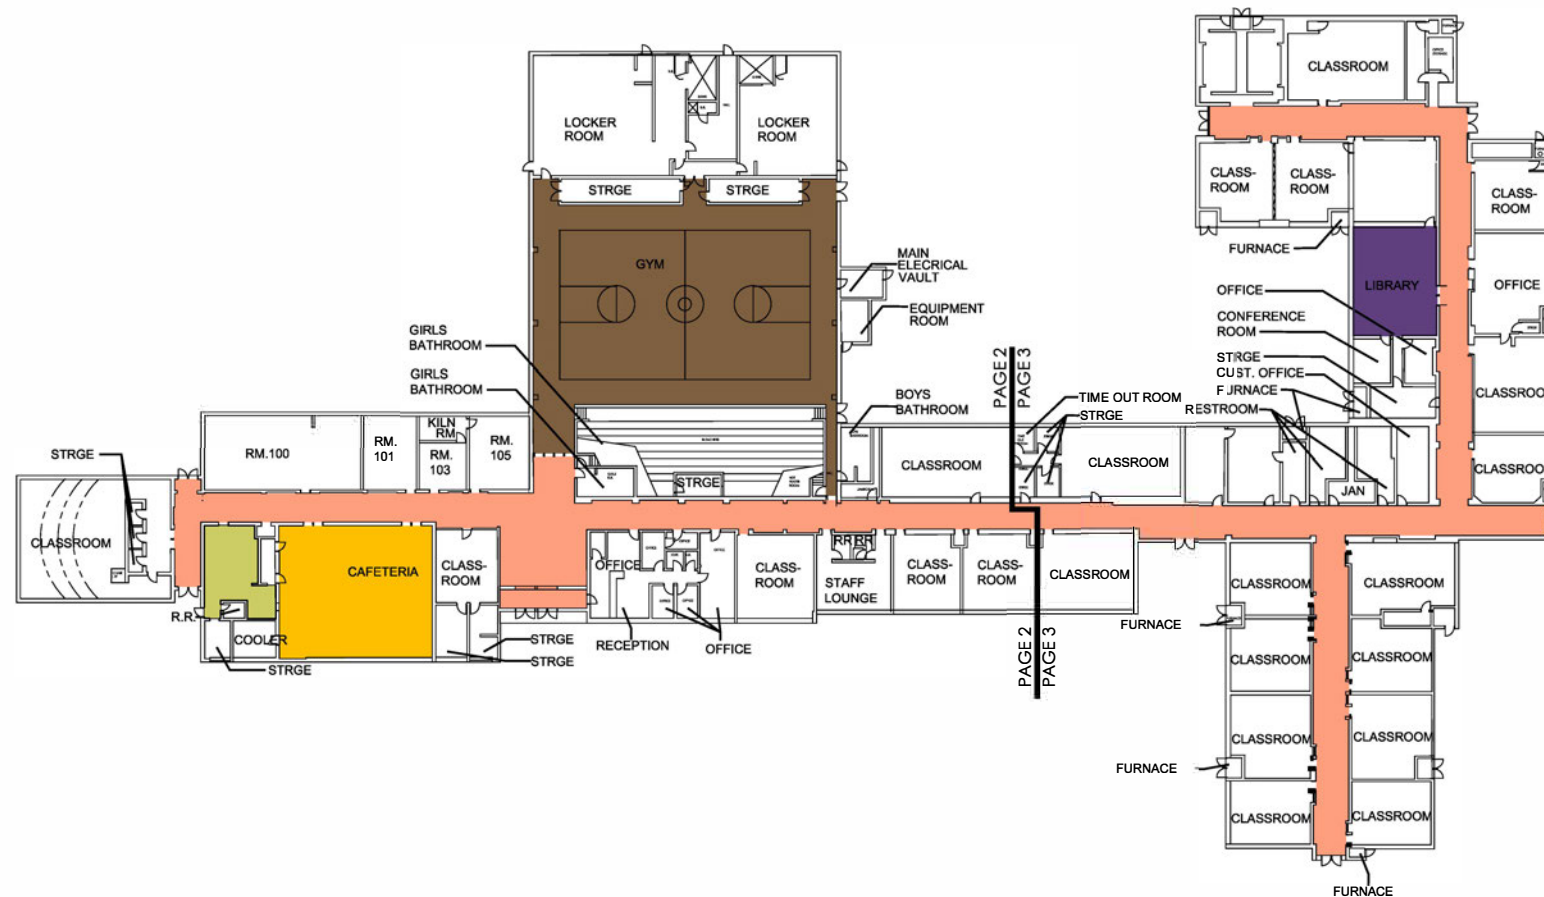 CLASSROOM
LOCKER
ROOM
LOCKER
ROOM
STRGE
STRGE
CLASS-
ROOM
CLASS-
ROOM
CLASS-
ROOM
GYM
MAIN
ELECRICAL
VAULT
FURNACE
LIBRARY
OFFICE
OFFICE
EQUIPMENT
ROOM
CONFERENCE
ROOM
GIRLS
BATHROOM
GIRLS
BATHROOM
PAGE 2
PAGE 3
STRGE
CUST. OFFICE
FURNACE
RESTROOM
BOYS
BATHROOM
TIME OUT ROOM
STRGE
CLASSROO
KILN
RM
RM.100
RM.
101
RM.
103
RM.
105
STRGE
STRGE
CLASSROOM
CLASSROOM
JAN
CLASSROO
CLASSROOM
CAFETERIA
CLASS-
ROOM
OFFICE
CLASS-
ROOM
RR
RR
STAFF
LOUNGE
CLASS-
ROOM
CLASS-
ROOM
CLASSROOM
CLASSROOM
CLASSROOM
R.R.
COOLER
STRGE
STRGE
STRGE
RECEPTION
OFFICE
PAGE 2
PAGE 3
FURNACE
CLASSROOM
CLASSROOM
CLASSROOM
CLASSROOM
FURNACE
CLASSROOM
CLASSROOM
FURNACE